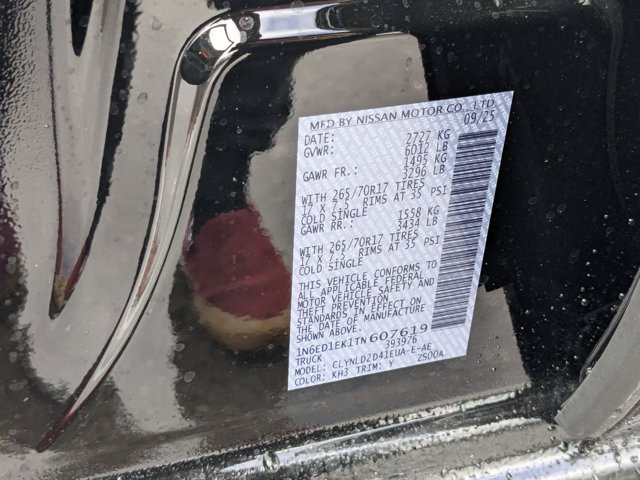 MFD BY NISSAN MOTOR CO., LTD.
DATE: 09/25
GVWR: 2727 KG
6012 LB
GAWR FR.: 1495 KG
3296 LB
WITH 265/70R17 TIRES
17 X 7.5 RIMS AT 35 PSI
COLD SINGLE
GAWR RR.: 1558 KG
3434 LB
WITH 265/70R17 TIRES
17 X 7.5 RIMS AT 35 PSI
COLD SINGLE
THIS VEHICLE CONFORMS TO
ALL APPLICABLE FEDERAL
MOTOR VEHICLE SAFETY AND
THEFT PREVENTION
STANDARDS IN EFFECT ON
THE DATE OF MANUFACTURE
SHOWN ABOVE.
1N6ED1EK1TN607619
TRUCK 393976
MODEL: CLYNLD2D41EUA-E-AE
COLOR: KH3 TRIM: Y 2S00A